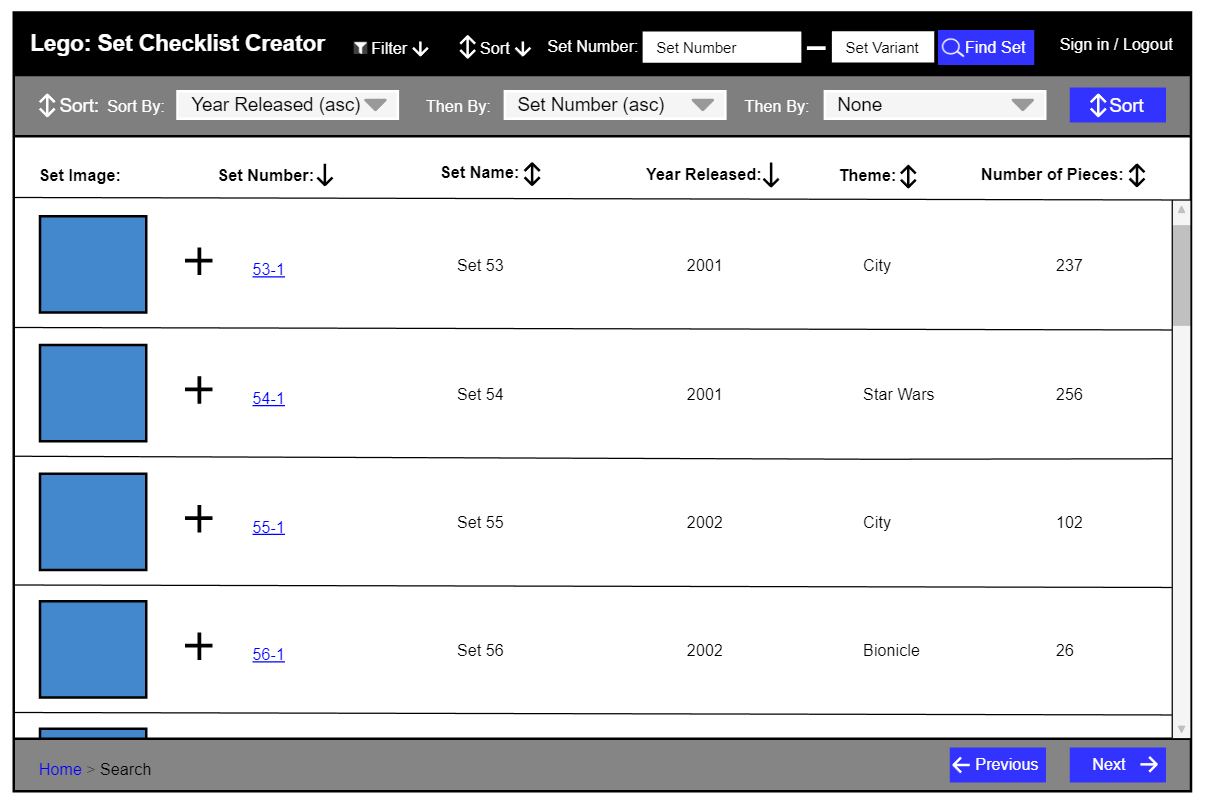 Lego: Set Checklist Creator Filter Sort Set Number: Set Number Set Variant Find Set Sign in / Logout
Sort: Sort By: Year Released (asc) Then By: Set Number (asc) Then By: None Sort
Set Image: Set Number: Set Name: Year Released: Theme: Number of Pieces:
53-1 Set 53 2001 City 237
54-1 Set 54 2001 Star Wars 256
55-1 Set 55 2002 City 102
56-1 Set 56 2002 Bionicle 26
Home > Search Previous Next